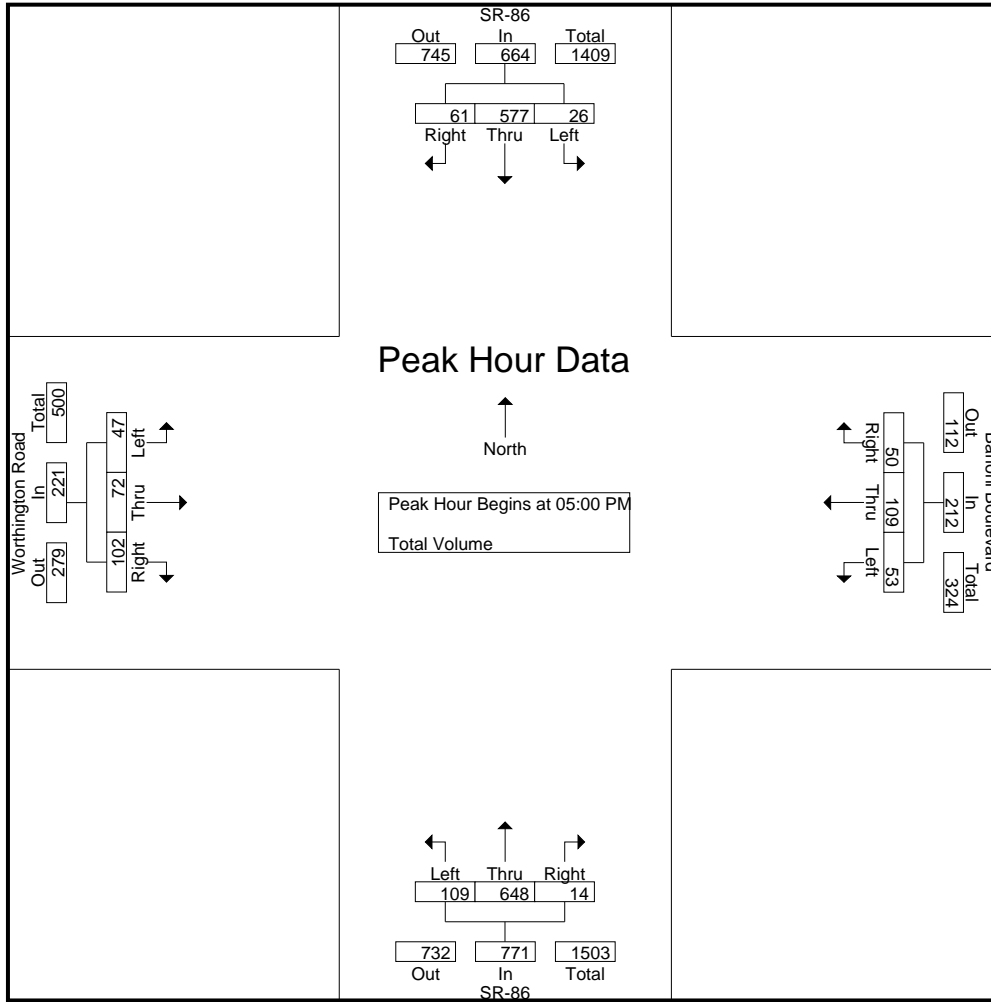 SR-86
Out In Total
745 664 1409
61 577 26
Right Thru Left
Peak Hour Data
North
Peak Hour Begins at 05:00 PM
Total Volume
Worthington Road
Total In Out
500 221 279
47 72 102
Left Thru Right
Right Thru Left
50 109 53
112 212 324
Out In Total
Boulevard
Left Thru Right
109 648 14
732 771 1503
Out In Total
SR-86